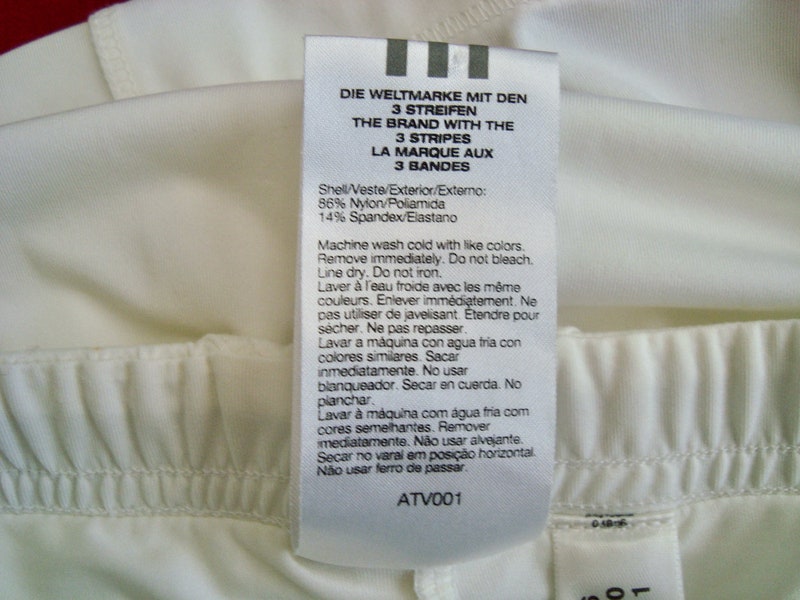 DIE WELTMARKE MIT DEN
3 STREIFEN
THE BRAND WITH THE
3 STRIPES
LA MARQUE AUX
3 BANDES
Shell/Veste/Exterior/Externo:
86% Nylon/Poliamida
14% Spandex/Elastano
Machine wash cold with like colors.
Remove immediately. Do not bleach.
Line dry. Do not iron.
Laver à l'eau froide avec les même
couleurs. Enlever immédiatement. Ne
pas utiliser de javelisant. Étendre pour
sécher. Ne pas repasser.
Lavar a máquina con agua fria con
colores similares. Sacar
inmediatamente. No usar
blanqueador. Secar en cuerda. No
planchar.
Lavar à máquina com água fria com
cores semelhantes. Remover
imediatamente. Não usar alvejante.
Secar no varal em posição horizontal.
Não usar ferro de passar.
ATV001